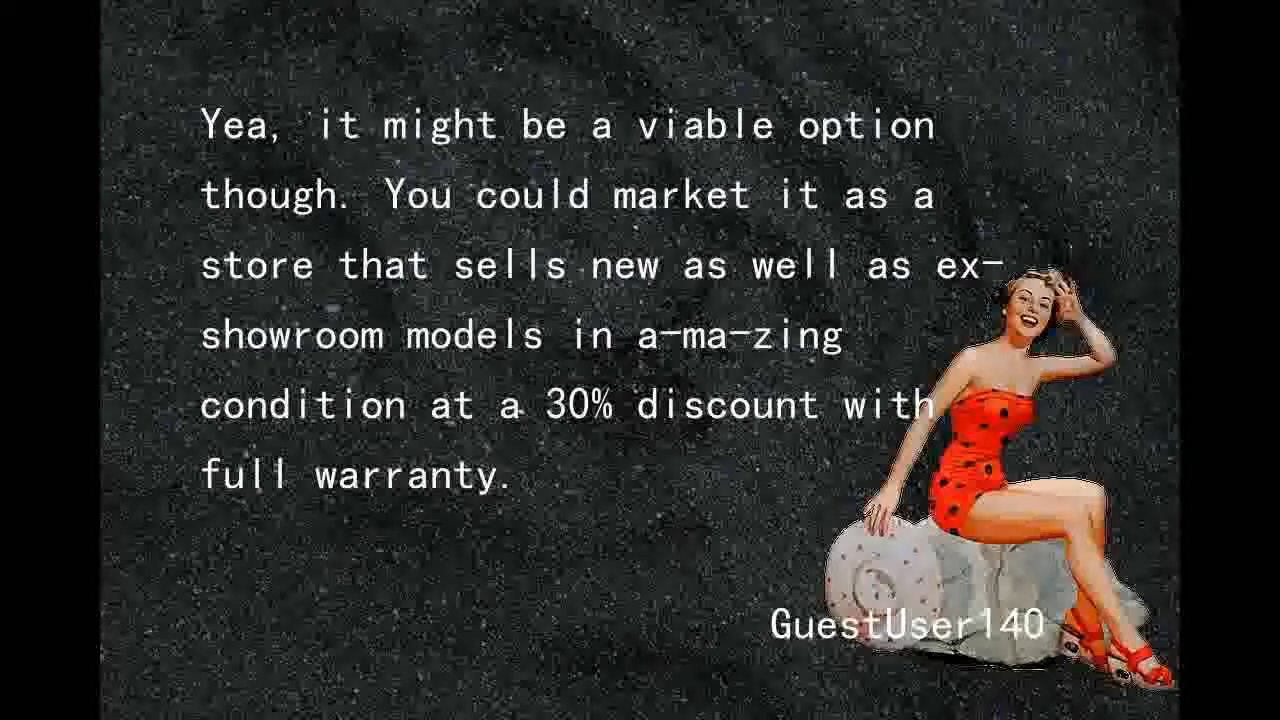 Yea, it might be a viable option
though. You could market it as a
store that sells new as well as ex-
showroom models in a-ma-zing
condition at a 30% discount with
full warranty.
GuestUser140